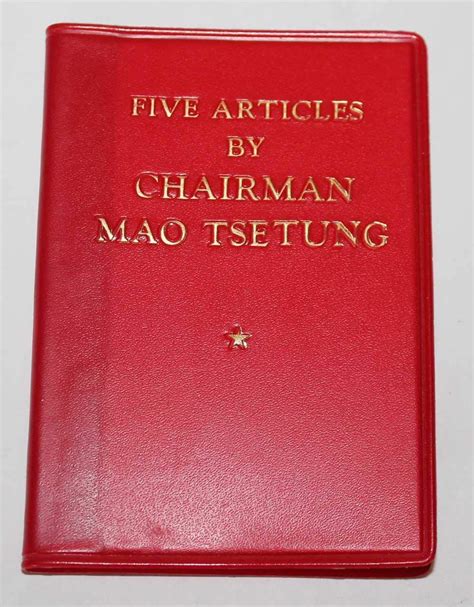 FIVE ARTICLES
BY
CHAIRMAN
MAO TSETUNG